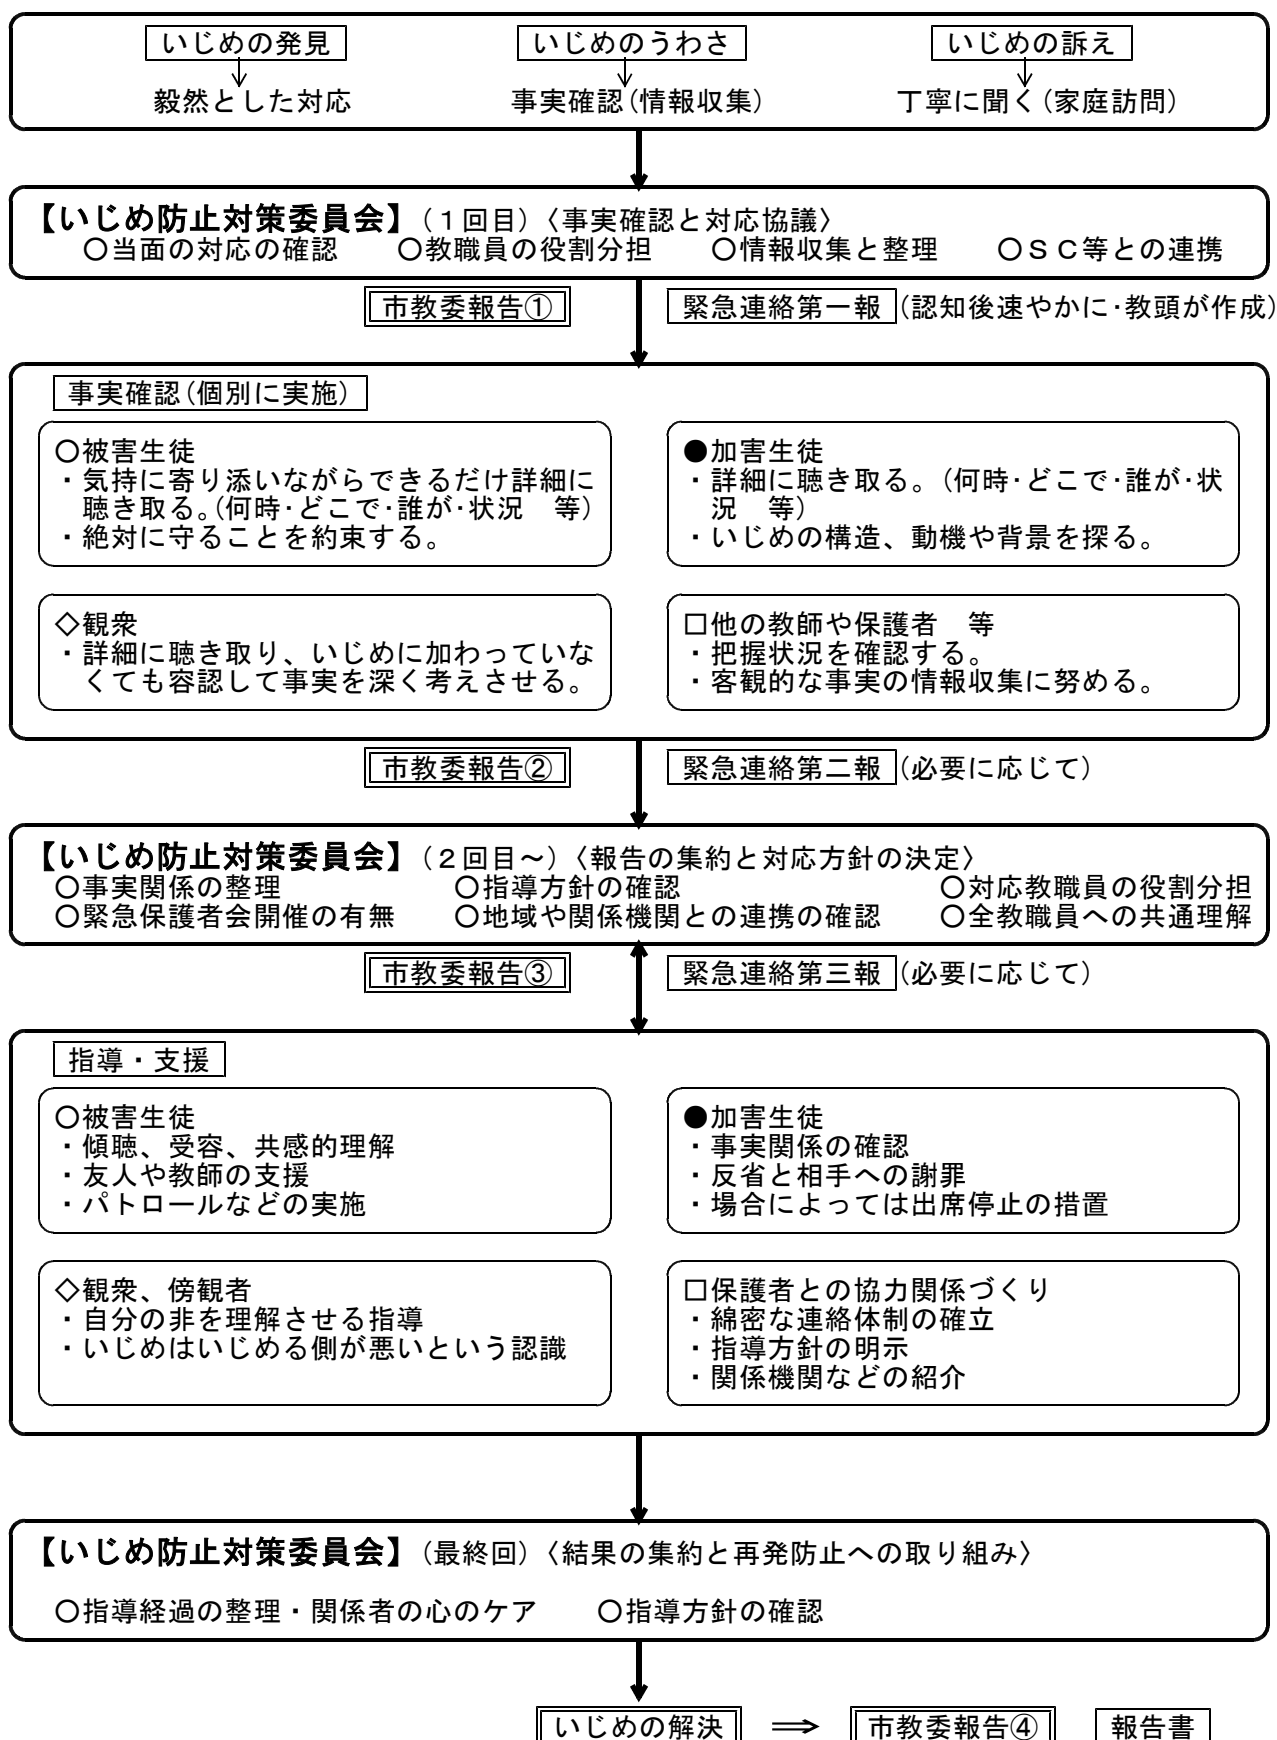 いじめの発見 いじめのうわさ いじめの訴え
毅然とした対応 事実確認(情報収集) 丁寧に聞く(家庭訪問)
【いじめ防止対策委員会】(1回目)〈事実確認と対応協議〉
○当面の対応の確認 ○教職員の役割分担 ○情報収集と整理 ○SC等との連携
市教委報告① 緊急連絡第一報 (認知後速やかに・教頭が作成)
事実確認(個別に実施)
○被害生徒
・気持に寄り添いながらできるだけ詳細に
聴き取る。(何時・どこで・誰が・状況 等)
・絶対に守ることを約束する。
●加害生徒
・詳細に聴き取る。(何時・どこで・誰が・状
況 等)
・いじめの構造、動機や背景を探る。
◇観衆
・詳細に聴き取り、いじめに加わっていな
くても容認して事実を深く考えさせる。
□他の教師や保護者 等
・把握状況を確認する。
・客観的な事実の情報収集に努める。
市教委報告② 緊急連絡第二報 (必要に応じて)
【いじめ防止対策委員会】(2回目~)〈報告の集約と対応方針の決定〉
○事実関係の整理 ○指導方針の確認 ○対応教職員の役割分担
○緊急保護者会開催の有無 ○地域や関係機関との連携の確認 ○全教職員への共通理解
市教委報告③ 緊急連絡第三報 (必要に応じて)
指導・支援
○被害生徒
・傾聴、受容、共感的理解
・友人や教師の支援
・パトロールなどの実施
●加害生徒
・事実関係の確認
・反省と相手への謝罪
・場合によっては出席停止の措置
◇観衆、傍観者
・自分の非を理解させる指導
・いじめはいじめる側が悪いという認識
□保護者との協力関係づくり
・綿密な連絡体制の確立
・指導方針の明示
・関係機関などの紹介
【いじめ防止対策委員会】(最終回)〈結果の集約と再発防止への取り組み〉
○指導経過の整理・関係者の心のケア ○指導方針の確認
いじめの解決 ⇒ 市教委報告④ 報告書